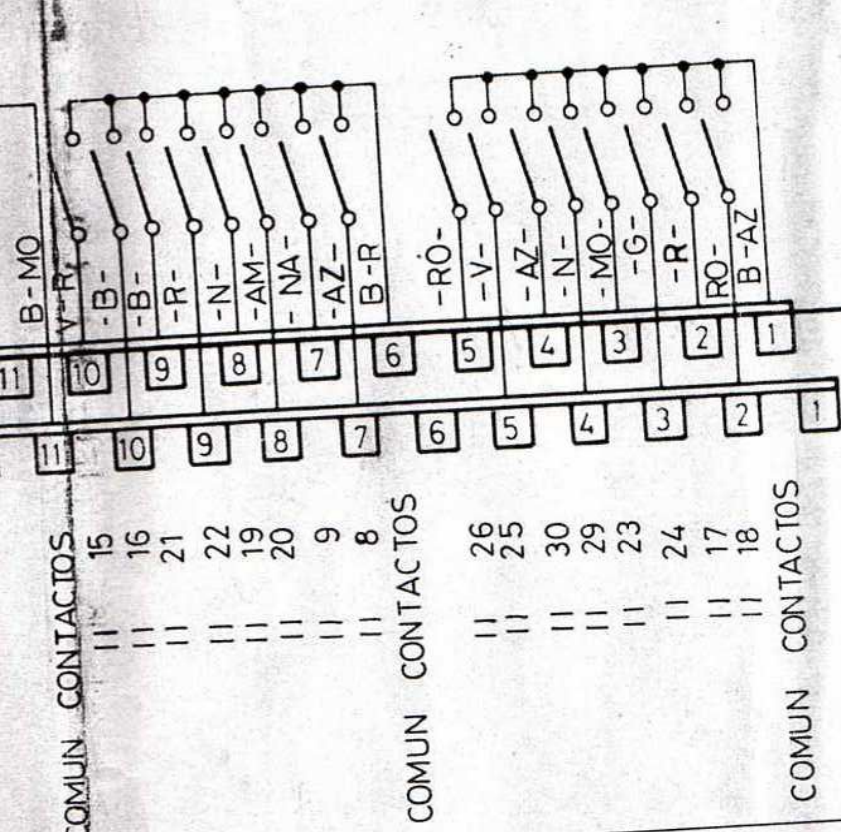 B-MO
V-R
-B-
-B-
-R-
-N-
-AM-
-NA-
-AZ-
B-R
-RO-
-V-
-AZ-
-N-
-MO-
-G-
-R-
RO-
B-AZ
11 10 9 8 7 6 5 4 3 2 1
11 10 9 8 7 6 5 4 3 2 1
COMUN CONTACTOS
" 15
" 16
" 21
" 22
" 19
" 20
" 9
" 8
COMUN CONTACTOS
" 26
" 25
" 30
" 29
" 23
" 24
" 17
" 18
COMUN CONTACTOS